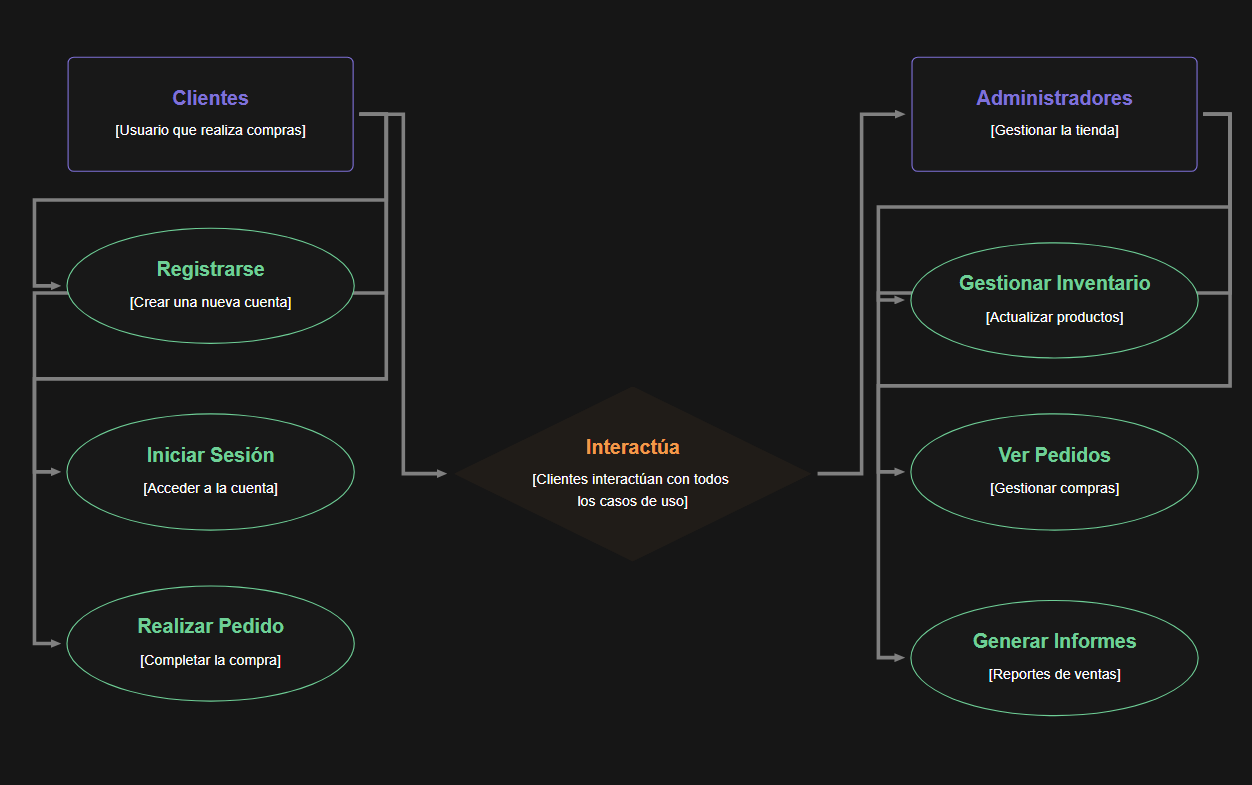 Clientes
[Usuario que realiza compras]
Registrarse
[Crear una nueva cuenta]
Iniciar Sesión
[Acceder a la cuenta]
Realizar Pedido
[Completar la compra]
Interactúa
[Clientes interactúan con todos
los casos de uso]
Administradores
[Gestionar la tienda]
Gestionar Inventario
[Actualizar productos]
Ver Pedidos
[Gestionar compras]
Generar Informes
[Reportes de ventas]